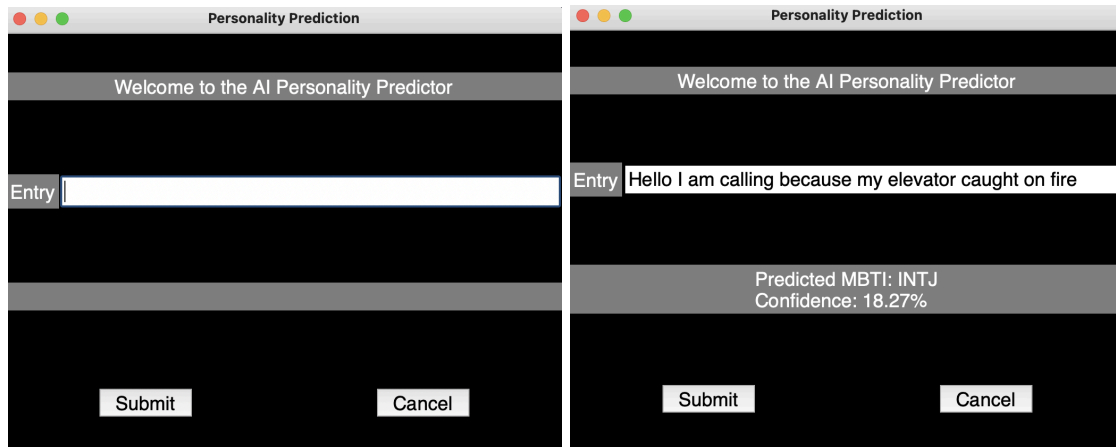 Personality Prediction
Welcome to the AI Personality Predictor
Entry
Submit
Cancel
Personality Prediction
Welcome to the AI Personality Predictor
Entry
Hello I am calling because my elevator caught on fire
Predicted MBTI: INTJ
Confidence: 18.27%
Submit
Cancel